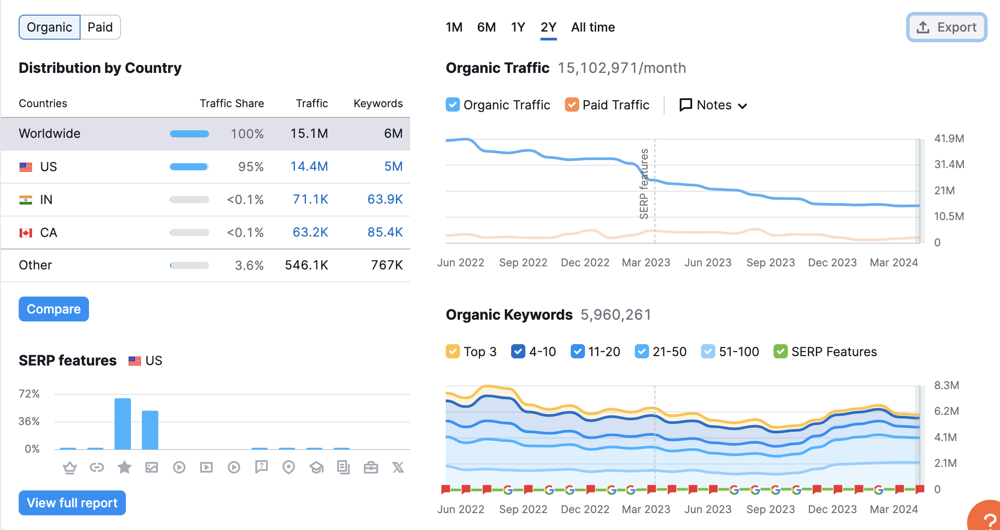 Organic Paid
Distribution by Country
Countries Traffic Share Traffic Keywords
Worldwide 100% 15.1M 6M
US 95% 14.4M 5M
IN <0.1% 71.1K 63.9K
CA <0.1% 63.2K 85.4K
Other 3.6% 546.1K 767K
Compare
SERP features US
72%
36%
0%
?
View full report
1M 6M 1Y 2Y All time Export
Organic Traffic 15,102,971/month
Organic Traffic Paid Traffic Notes
41.9M
31.4M
21M
10.5M
0
SERP features
Jun 2022 Sep 2022 Dec 2022 Mar 2023 Jun 2023 Sep 2023 Dec 2023 Mar 2024
Organic Keywords 5,960,261
Top 3 4-10 11-20 21-50 51-100 SERP Features
8.3M
6.2M
4.1M
2.1M
0
G G G G G G G G G G
Jun 2022 Sep 2022 Dec 2022 Mar 2023 Jun 2023 Sep 2023 Dec 2023 Mar 2024
?